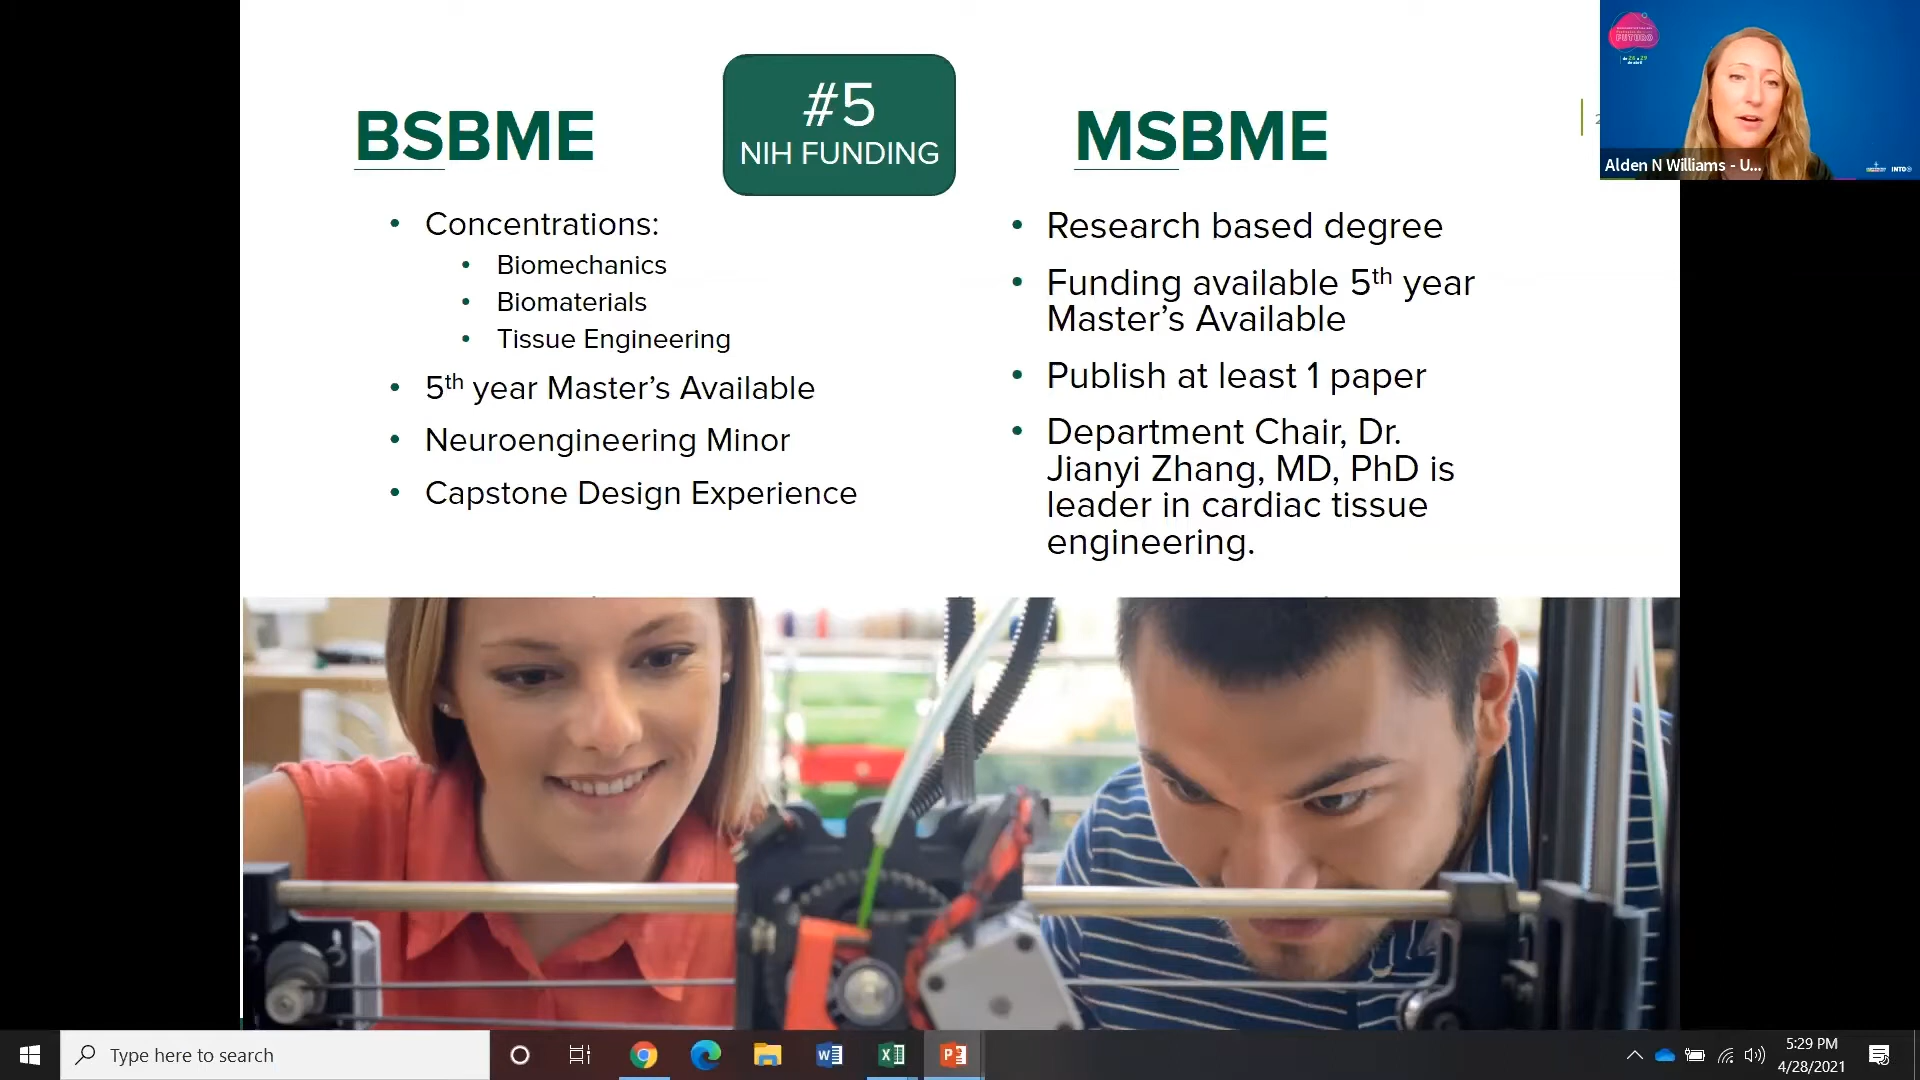 #5
NIH FUNDING
BSBME
• Concentrations:
• Biomechanics
• Biomaterials
• Tissue Engineering
• 5th year Master’s Available
• Neuroengineering Minor
• Capstone Design Experience
MSBME
• Research based degree
• Funding available 5th year
Master’s Available
• Publish at least 1 paper
• Department Chair, Dr.
Jianyi Zhang, MD, PhD is
leader in cardiac tissue
engineering.
FUTURO
Alden N Williams - U...
INTO
Type here to search
5:29 PM
4/28/2021